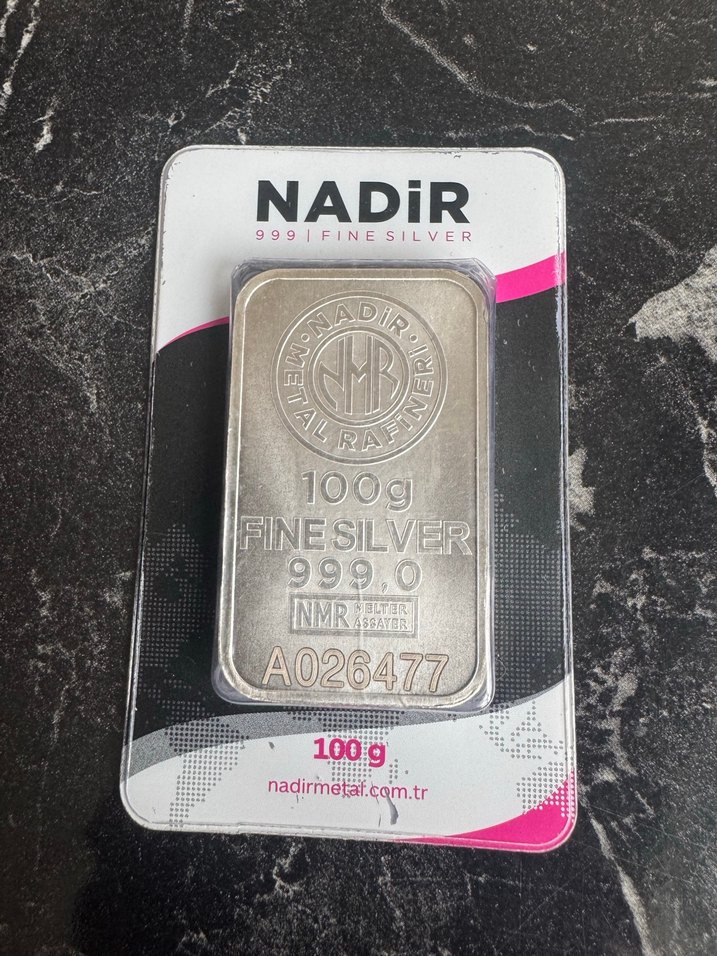 NADiR
999 | FINE SILVER
·NADiR·
METAL RAFiNERi
NMR
100g
FINE SILVER
999,0
NMR MELTER
ASSAYER
A026477
100 g
nadirmetal.com.tr